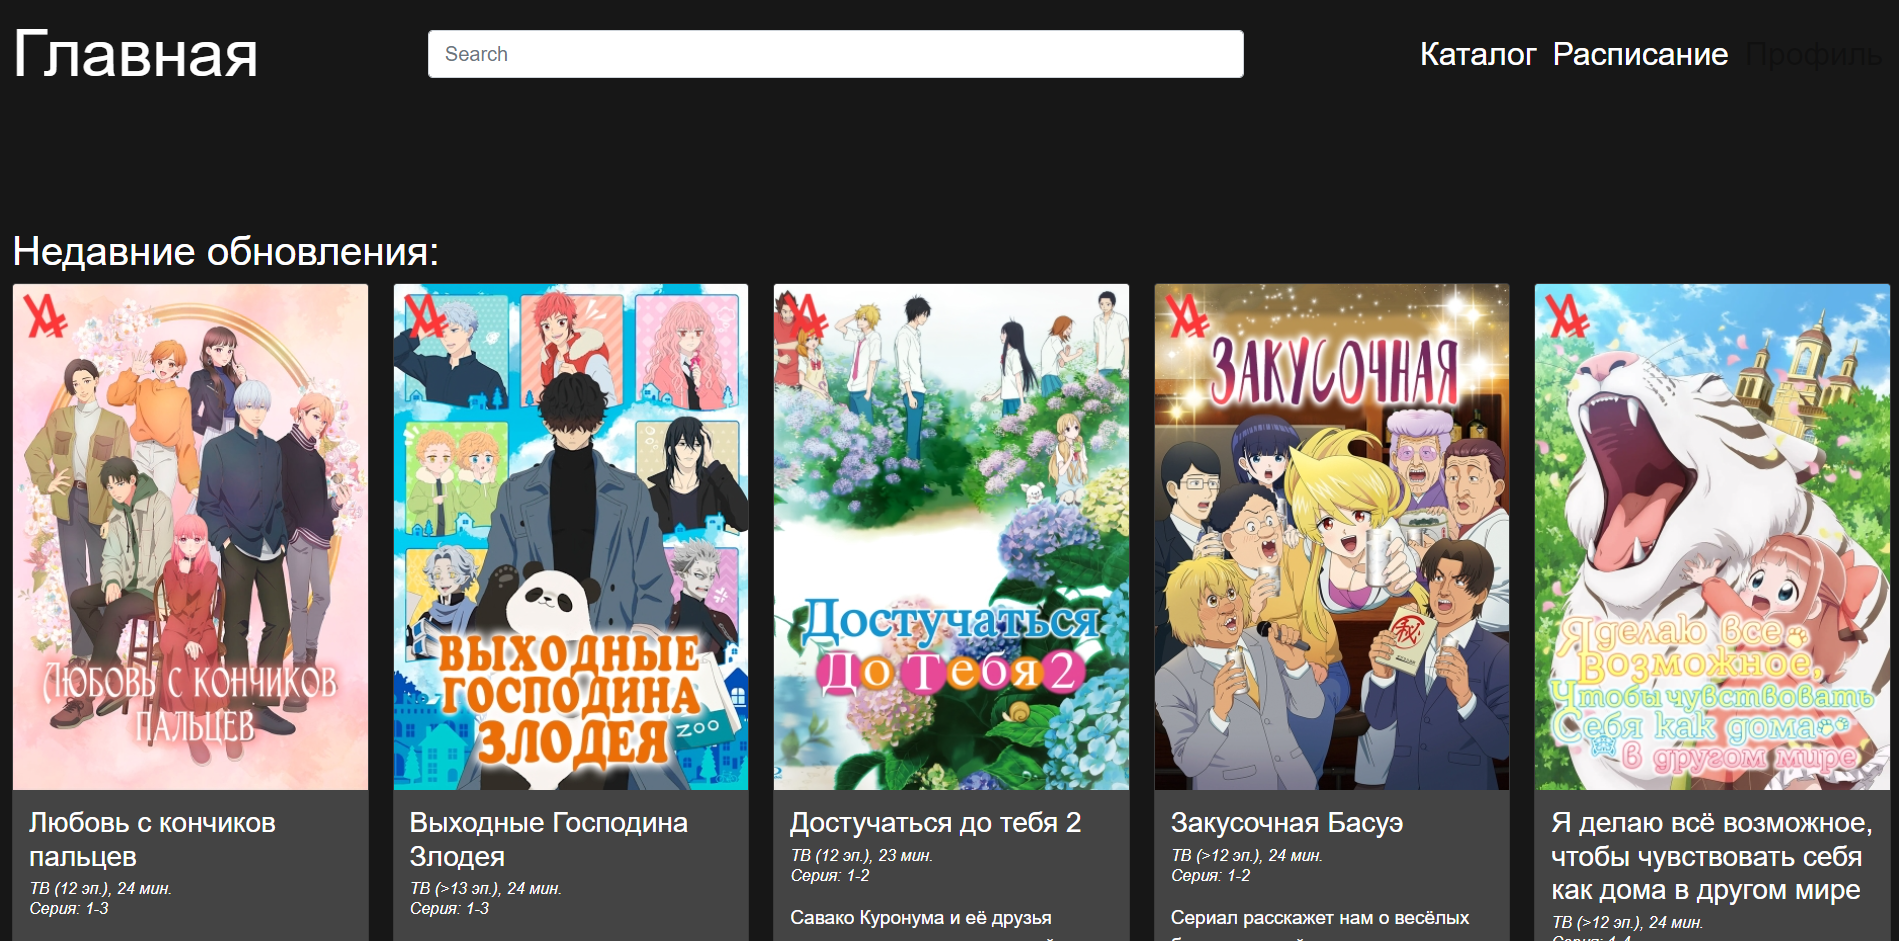 Главная
Search
Каталог Расписание Профиль
Недавние обновления:
ЛЮБОВЬ С КОНЧИКОВ
ПАЛЬЦЕВ
ВЫХОДНЫЕ
ГОСПОДИНА
ЗЛОДЕЯ
ZOO
Достучаться
До Тебя 2
ЗАКУСОЧНАЯ
秘
Я делаю все
Возможное,
Чтобы чувствовать
Себя как дома
в другом мире
Любовь с кончиков
пальцев
ТВ (12 эп.), 24 мин.
Серия: 1-3
Выходные Господина
Злодея
ТВ (>13 эп.), 24 мин.
Серия: 1-3
Достучаться до тебя 2
ТВ (12 эп.), 23 мин.
Серия: 1-2
Савако Куронума и её друзья
Закусочная Басуэ
ТВ (>12 эп.), 24 мин.
Серия: 1-2
Сериал расскажет нам о весёлых
Я делаю всё возможное,
чтобы чувствовать себя
как дома в другом мире
ТВ (>12 эп.), 24 мин.
Серия: 1-4